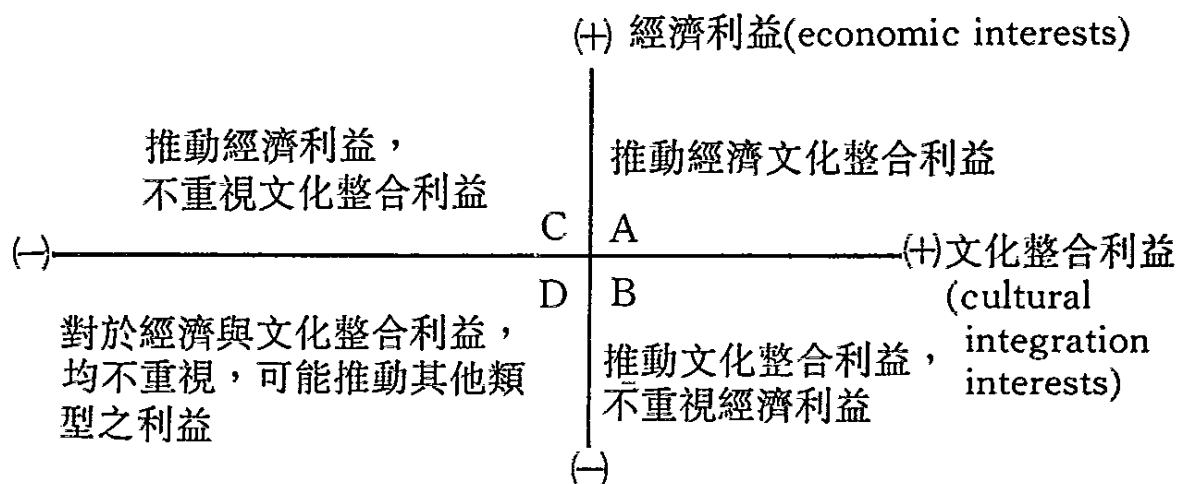 (+) 經濟利益(economic interests)
推動經濟利益，
不重視文化整合利益
推動經濟文化整合利益
C A
(−)
(+)文化整合利益
(cultural
integration
interests)
D B
對於經濟與文化整合利益，
均不重視，可能推動其他類
型之利益
推動文化整合利益，
不重視經濟利益
(−)